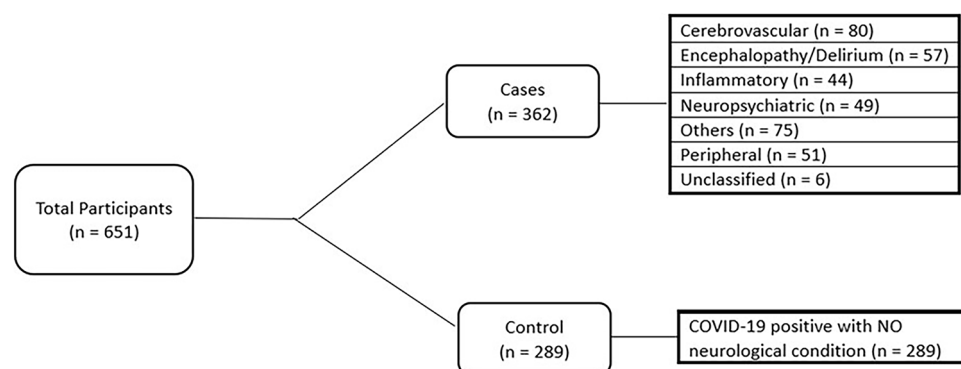 Total Participants
(n = 651)
Cases
(n = 362)
Cerebrovascular (n = 80)
Encephalopathy/Delirium (n = 57)
Inflammatory (n = 44)
Neuropsychiatric (n = 49)
Others (n = 75)
Peripheral (n = 51)
Unclassified (n = 6)
Control
(n = 289)
COVID-19 positive with NO
neurological condition (n = 289)